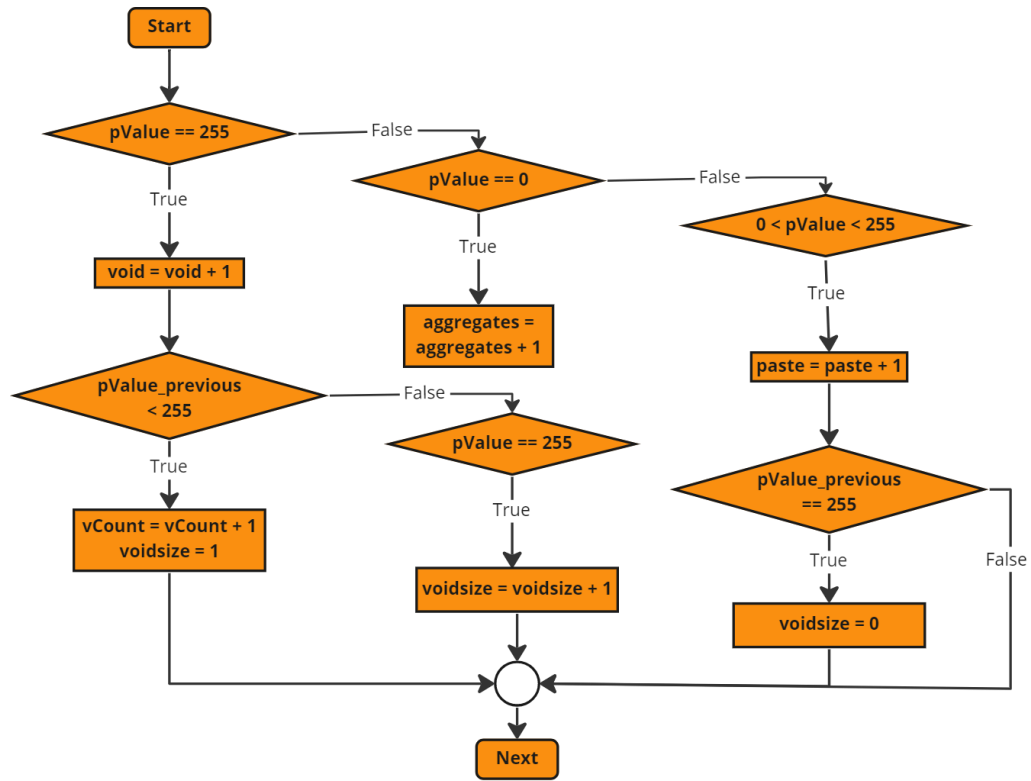 Start
pValue == 255
False
pValue == 0
False
0 < pValue < 255
True
void = void + 1
True
aggregates =
aggregates + 1
True
paste = paste + 1
pValue_previous
< 255
False
pValue == 255
pValue_previous
== 255
True
vCount = vCount + 1
voidsize = 1
True
voidsize = voidsize + 1
True
False
voidsize = 0
Next